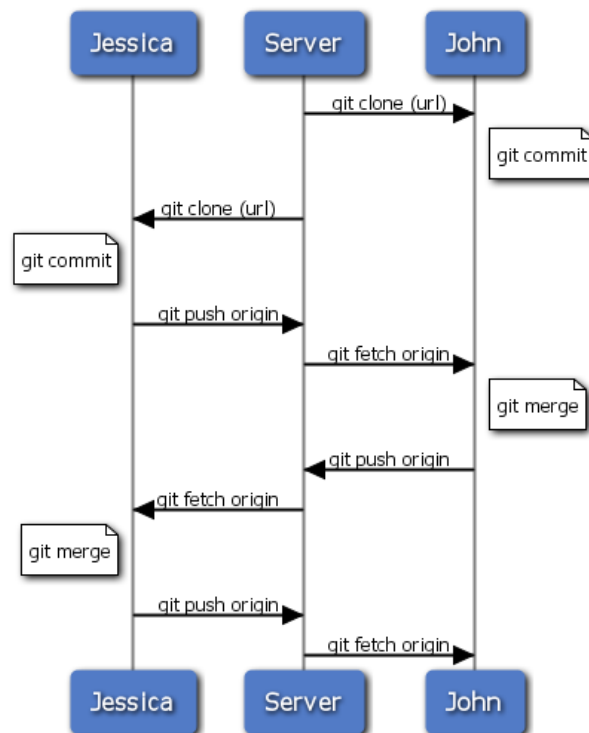 Jessica
Server
John
git clone (url)
git commit
git clone (url)
git commit
git push origin
git fetch origin
git merge
git push origin
git fetch origin
git merge
git push origin
git fetch origin
Jessica
Server
John